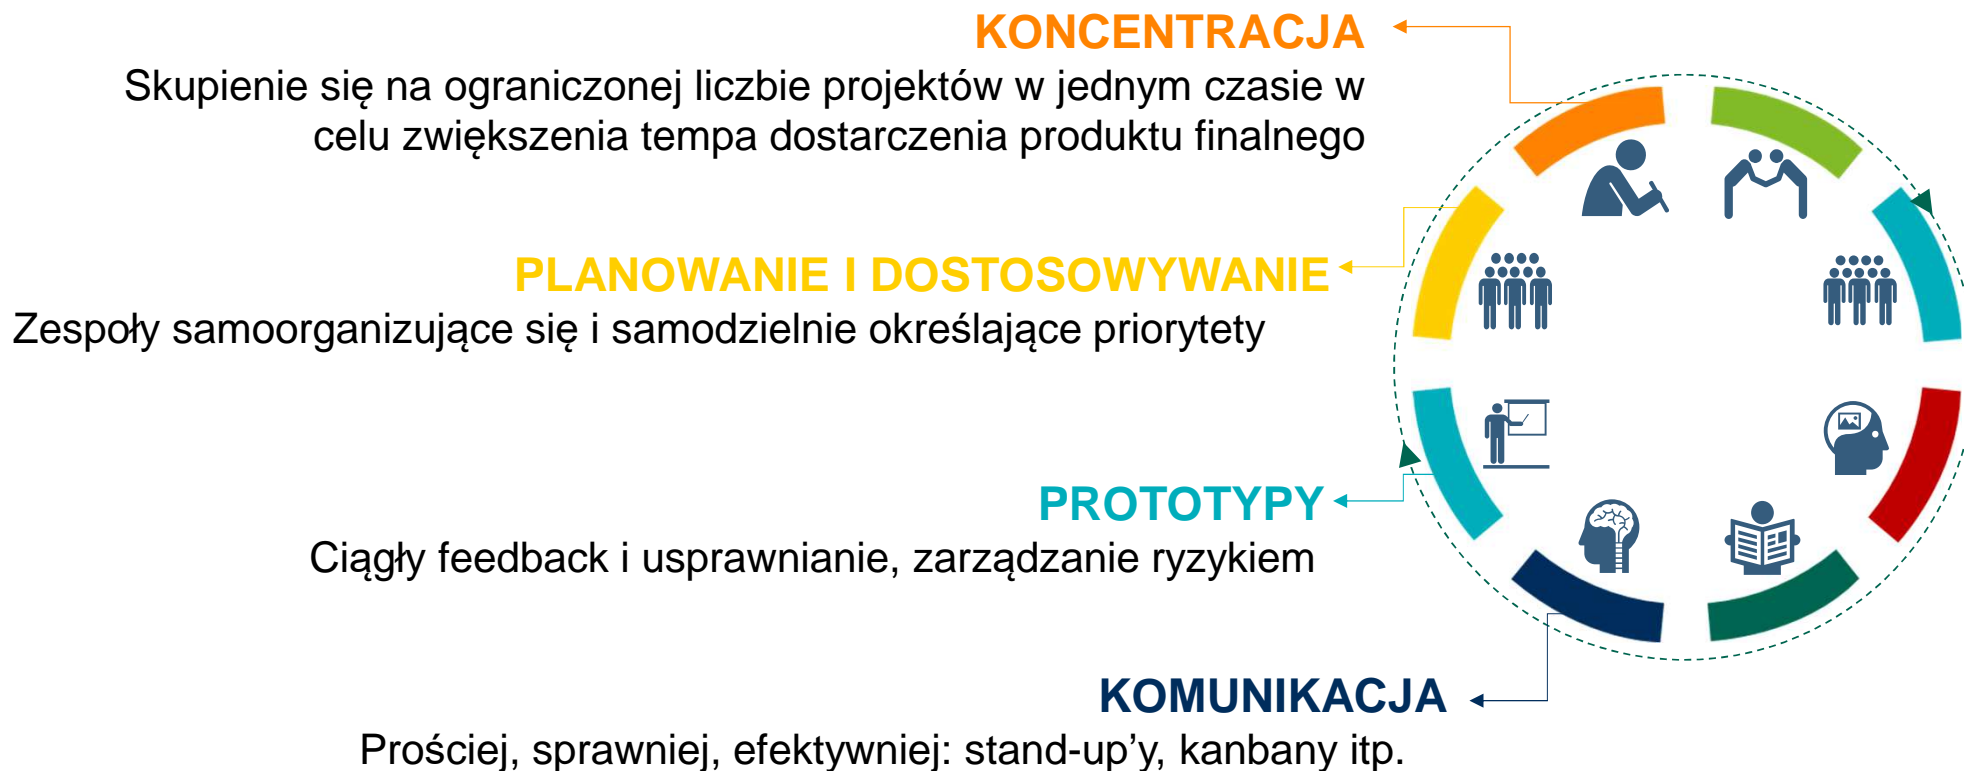 KONCENTRACJA
Skupienie się na ograniczonej liczbie projektów w jednym czasie w
celu zwiększenia tempa dostarczenia produktu finalnego
PLANOWANIE I DOSTOSOWYWANIE
Zespoły samoorganizujące się i samodzielnie określające priorytety
PROTOTYPY
Ciągły feedback i usprawnianie, zarządzanie ryzykiem
KOMUNIKACJA
Prościej, sprawniej, efektywniej: stand-up’y, kanbany itp.